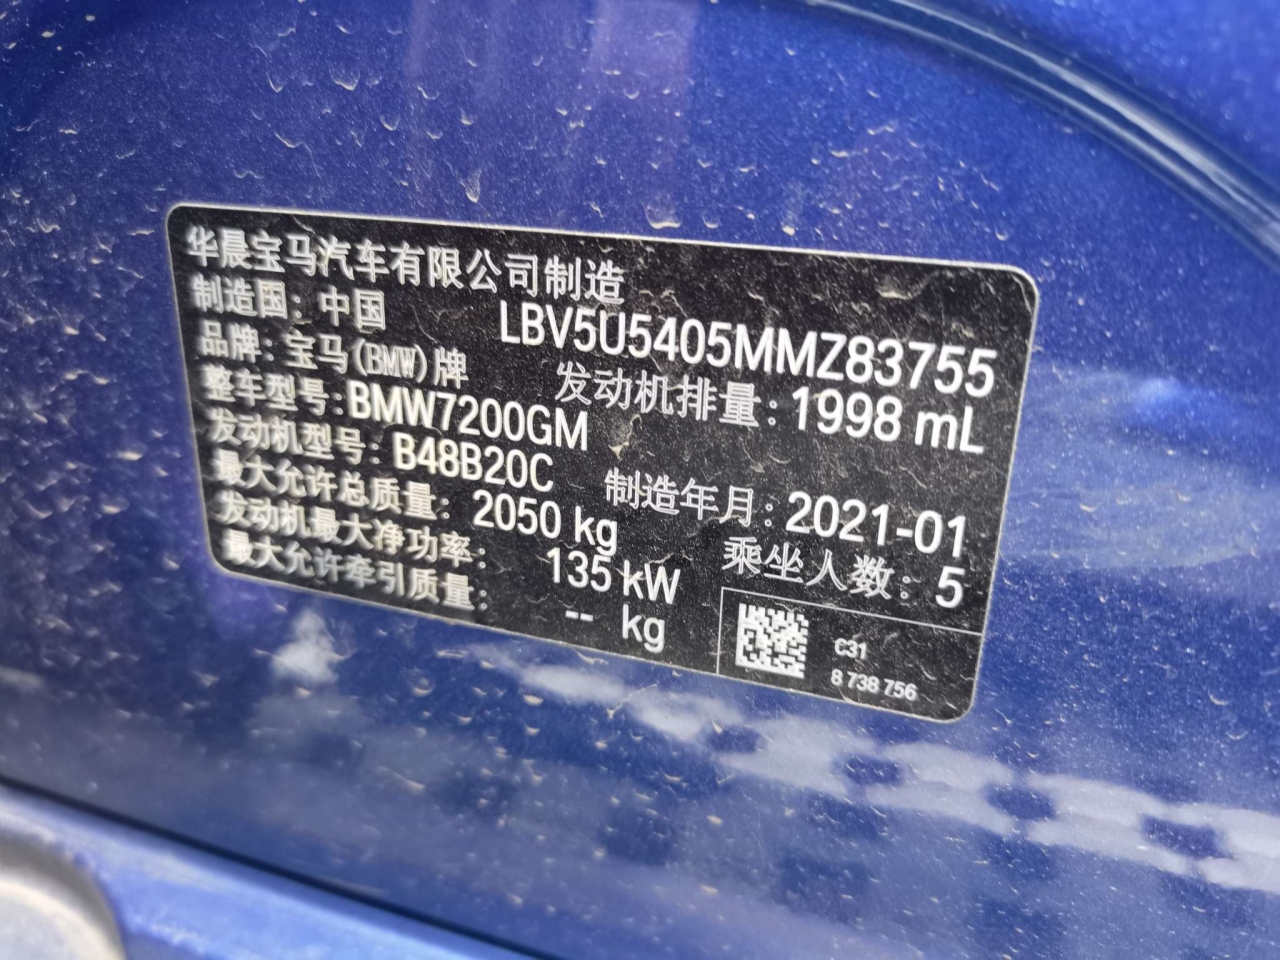 华晨宝马汽车有限公司制造
制造国：中国
LBV5U5405MMZ83755
品牌：宝马(BMW)牌
发动机排量：1998 mL
整车型号：BMW7200GM
发动机型号：B48B20C
制造年月：2021-01
最大允许总质量：2050 kg
乘坐人数：5
发动机最大净功率：135 kW
最大允许牵引质量：-- kg
C31
8 738 756